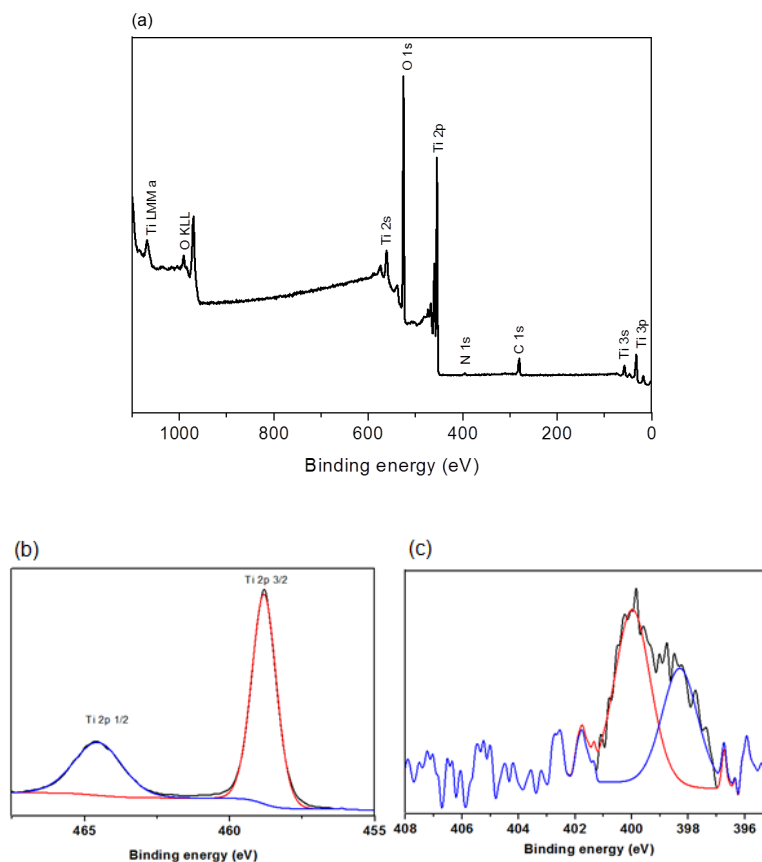 (a)
Ti LMM a
O KLL
Ti 2s
O 1s
Ti 2p
N 1s
C 1s
Ti 3s
Ti 3p
1000 800 600 400 200 0
Binding energy (eV)
(b)
Ti 2p 3/2
Ti 2p 1/2
465 460 455
Binding energy (eV)
(c)
408 406 404 402 400 398 396
Binding energy (eV)